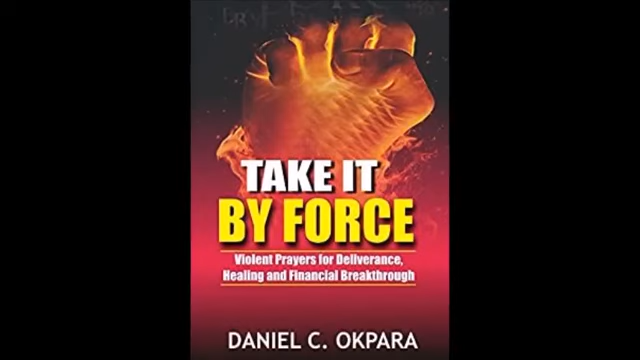 TAKE IT
BY FORCE
Violent Prayers for Deliverance,
Healing and Financial Breakthrough
DANIEL C. OKPARA